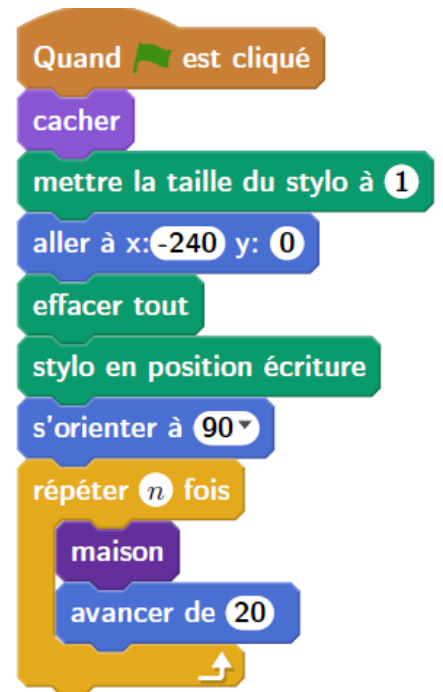 Quand est cliqué
cacher
mettre la taille du stylo à 1
aller à x: -240 y: 0
effacer tout
stylo en position écriture
s'orienter à 90
répéter n fois
maison
avancer de 20